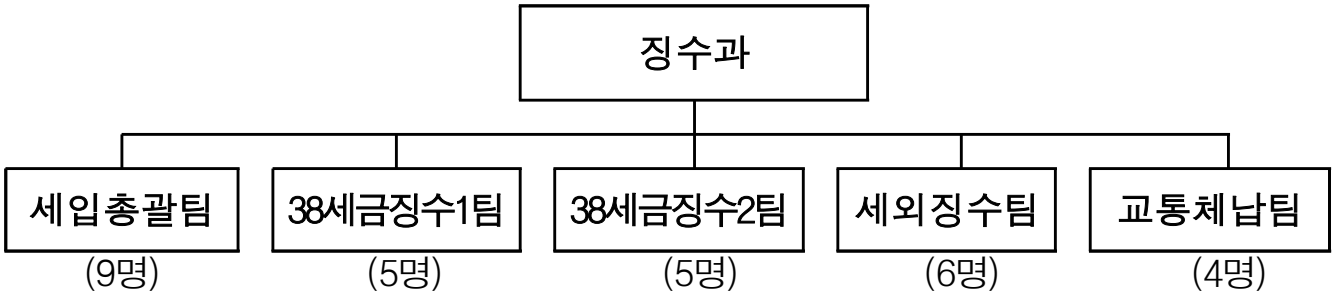 징수과
세입총괄팀 38세금징수1팀 38세금징수2팀 세외징수팀 교통체납팀
(9명) (5명) (5명) (6명) (4명)